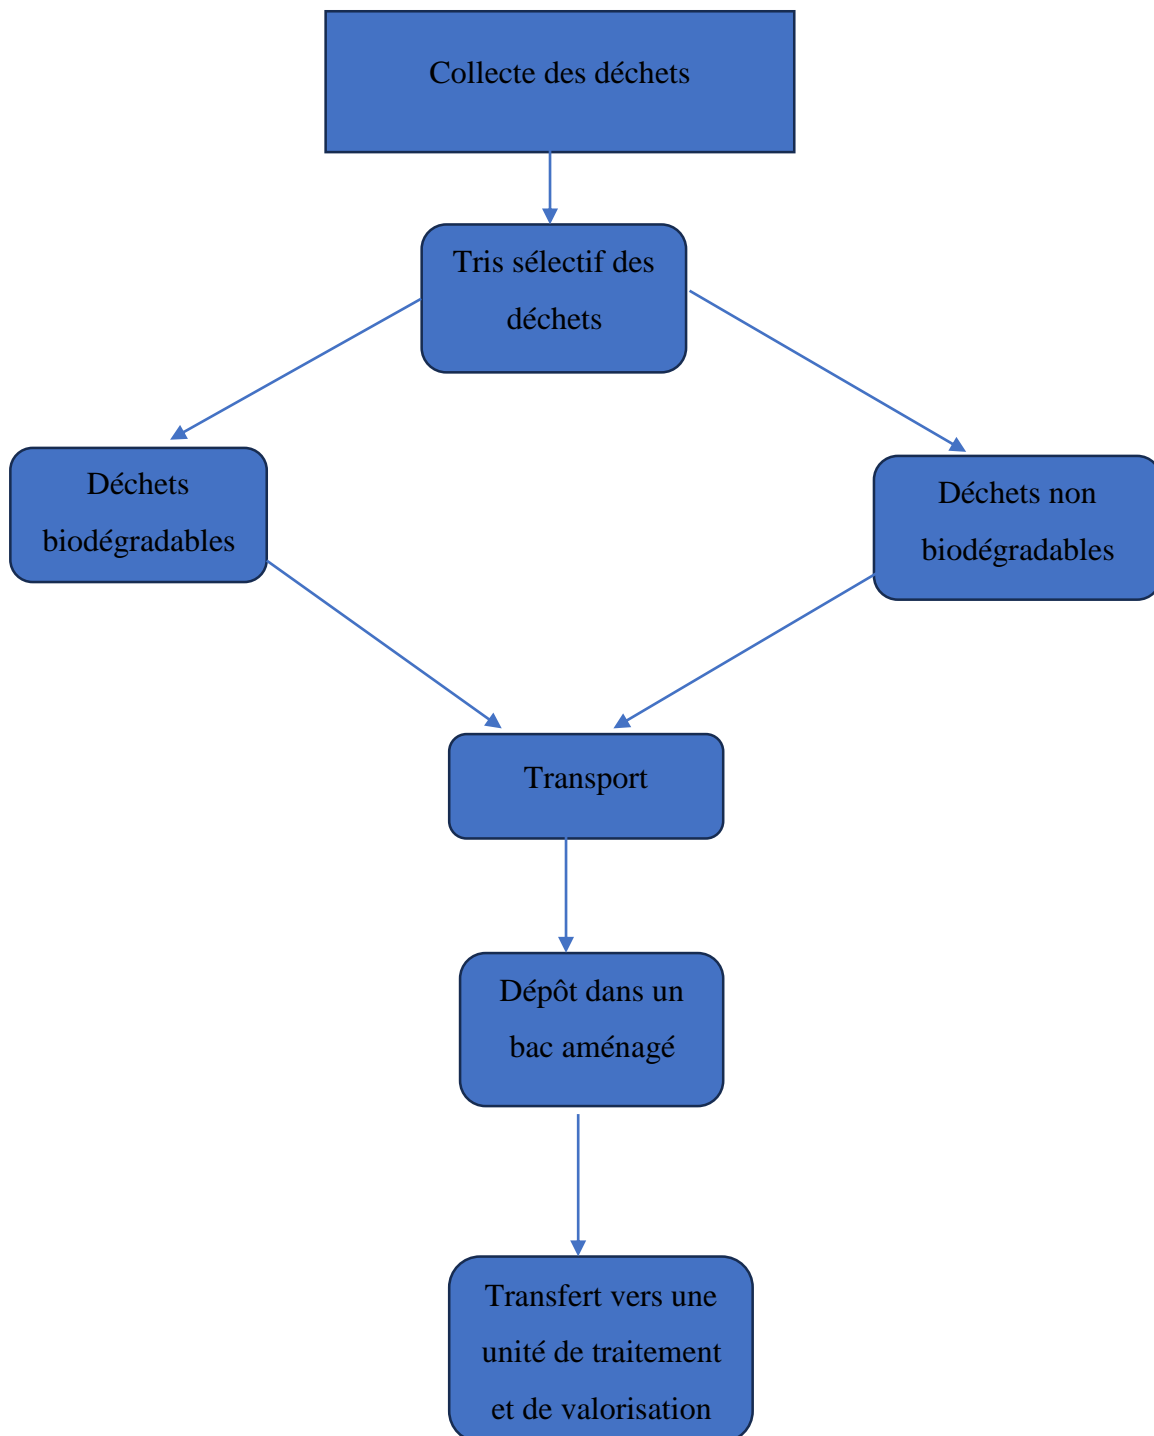 Collecte des déchets
Tris sélectif des
déchets
Déchets
biodégradables
Déchets non
biodégradables
Transport
Dépôt dans un
bac aménagé
Transfert vers une
unité de traitement
et de valorisation